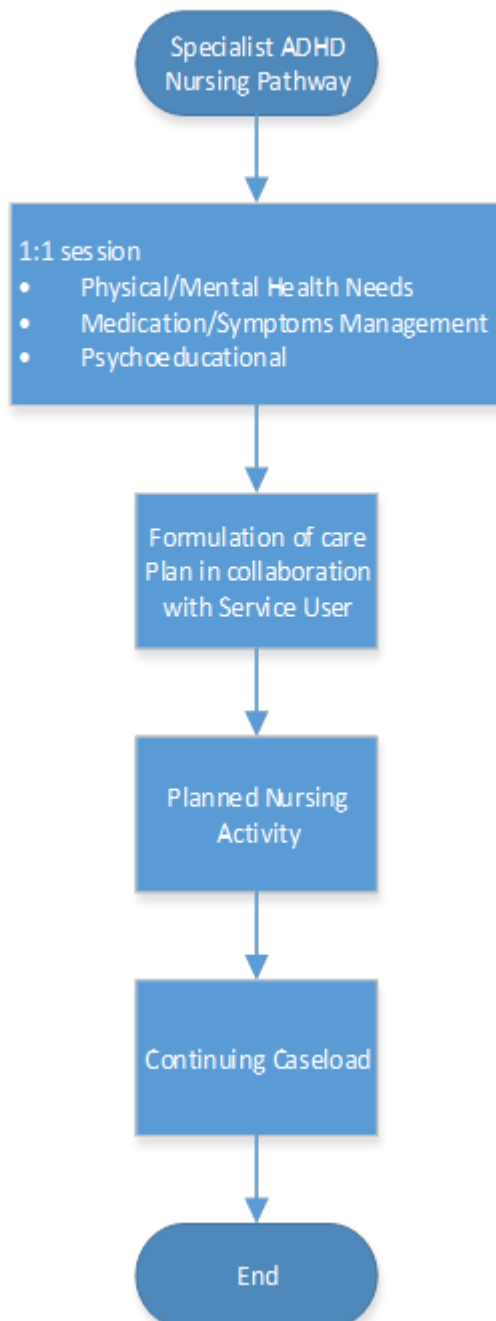 Specialist ADHD
Nursing Pathway
1:1 session
• Physical/Mental Health Needs
• Medication/Symptoms Management
• Psychoeducational
Formulation of care
Plan in collaboration
with Service User
Planned Nursing
Activity
Continuing Caseload
End